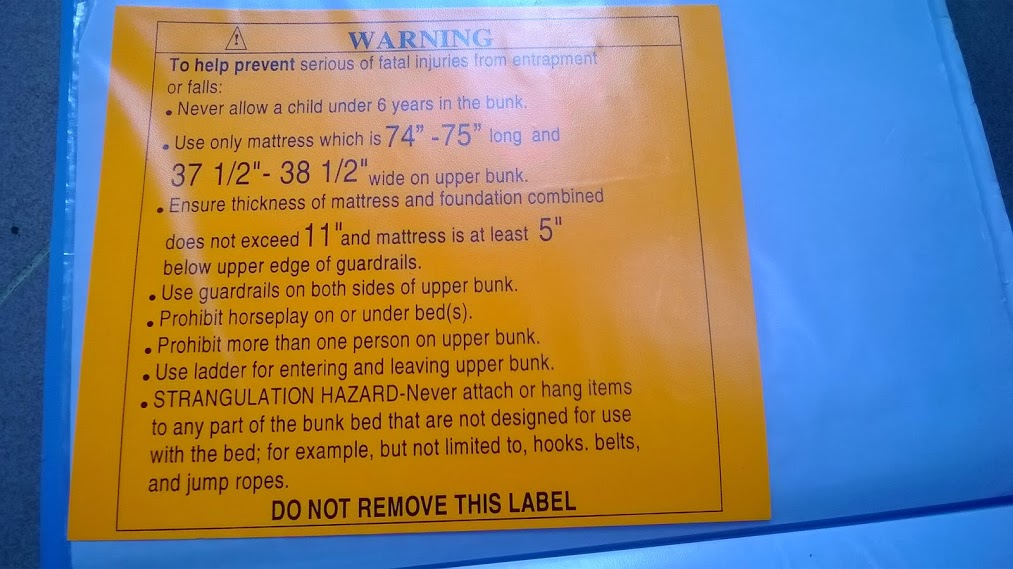 WARNING
To help prevent serious of fatal injuries from entrapment
or falls:
• Never allow a child under 6 years in the bunk.
• Use only mattress which is 74” -75” long and
37 1/2"- 38 1/2" wide on upper bunk.
• Ensure thickness of mattress and foundation combined
does not exceed 11"and mattress is at least 5"
below upper edge of guardrails.
• Use guardrails on both sides of upper bunk.
• Prohibit horseplay on or under bed(s).
• Prohibit more than one person on upper bunk.
• Use ladder for entering and leaving upper bunk.
• STRANGULATION HAZARD-Never attach or hang items
to any part of the bunk bed that are not designed for use
with the bed; for example, but not limited to, hooks. belts,
and jump ropes.
DO NOT REMOVE THIS LABEL